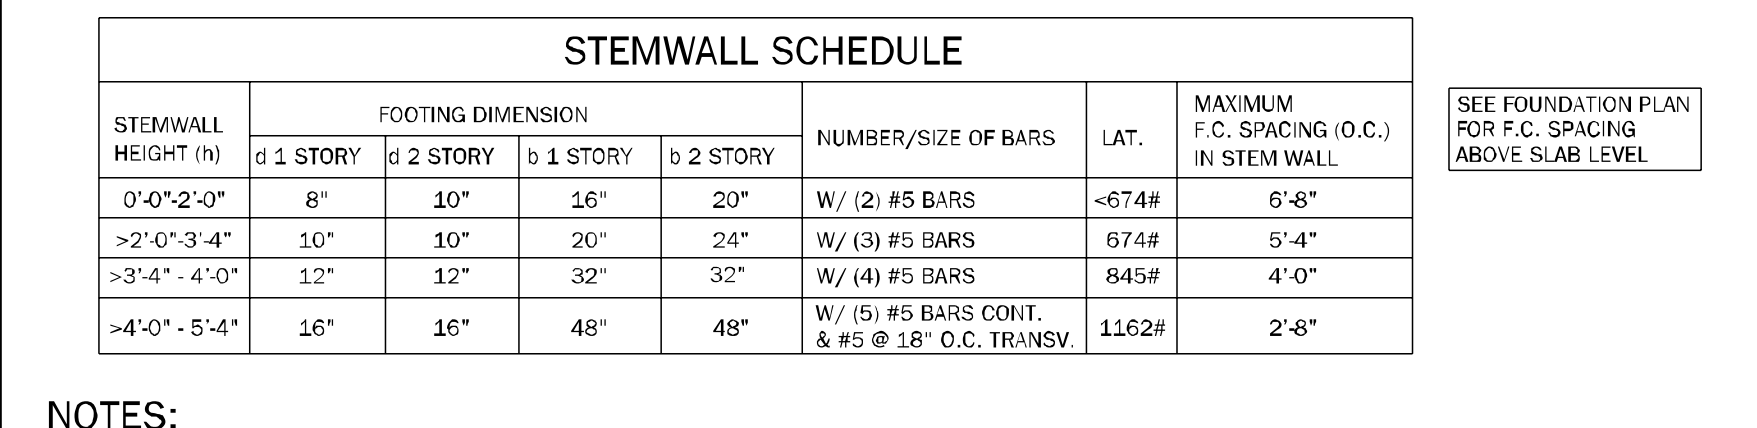 STEMWALL SCHEDULE
STEMWALL
HEIGHT (h)
FOOTING DIMENSION
d 1 STORY
d 2 STORY
b 1 STORY
b 2 STORY
NUMBER/SIZE OF BARS
LAT.
MAXIMUM
F.C. SPACING (O.C.)
IN STEM WALL
0'-0"-2'-0" 8" 10" 16" 20" W/ (2) #5 BARS <674# 6'-8"
>2'-0"-3'-4" 10" 10" 20" 24" W/ (3) #5 BARS 674# 5'-4"
>3'-4" - 4'-0" 12" 12" 32" 32" W/ (4) #5 BARS 845# 4'-0"
>4'-0" - 5'-4" 16" 16" 48" 48" W/ (5) #5 BARS CONT.
& #5 @ 18" O.C. TRANSV. 1162# 2'-8"
SEE FOUNDATION PLAN
FOR F.C. SPACING
ABOVE SLAB LEVEL
NOTES: